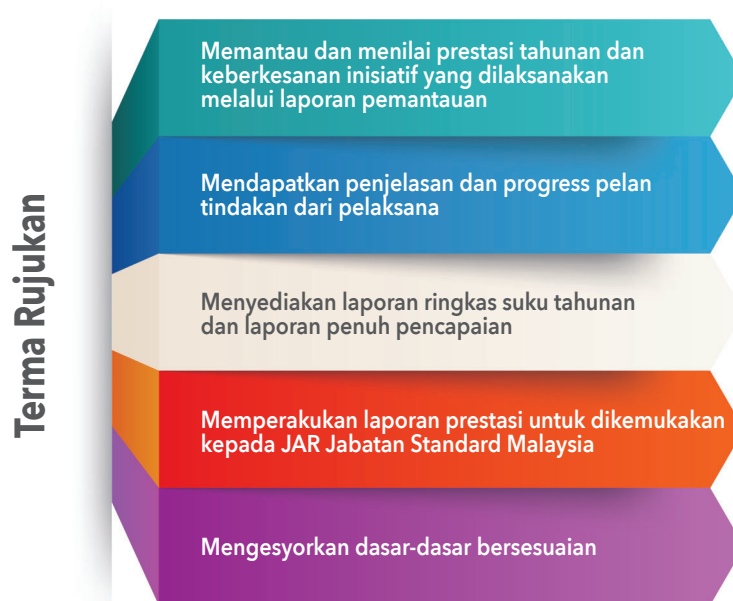 Terma Rujukan
Memantau dan menilai prestasi tahunan dan
keberkesanan inisiatif yang dilaksanakan
melalui laporan pemantauan
Mendapatkan penjelasan dan progress pelan
tindakan dari pelaksana
Menyediakan laporan ringkas suku tahunan
dan laporan penuh pencapaian
Memperakukan laporan prestasi untuk dikemukakan
kepada JAR Jabatan Standard Malaysia
Mengesyorkan dasar-dasar bersesuaian